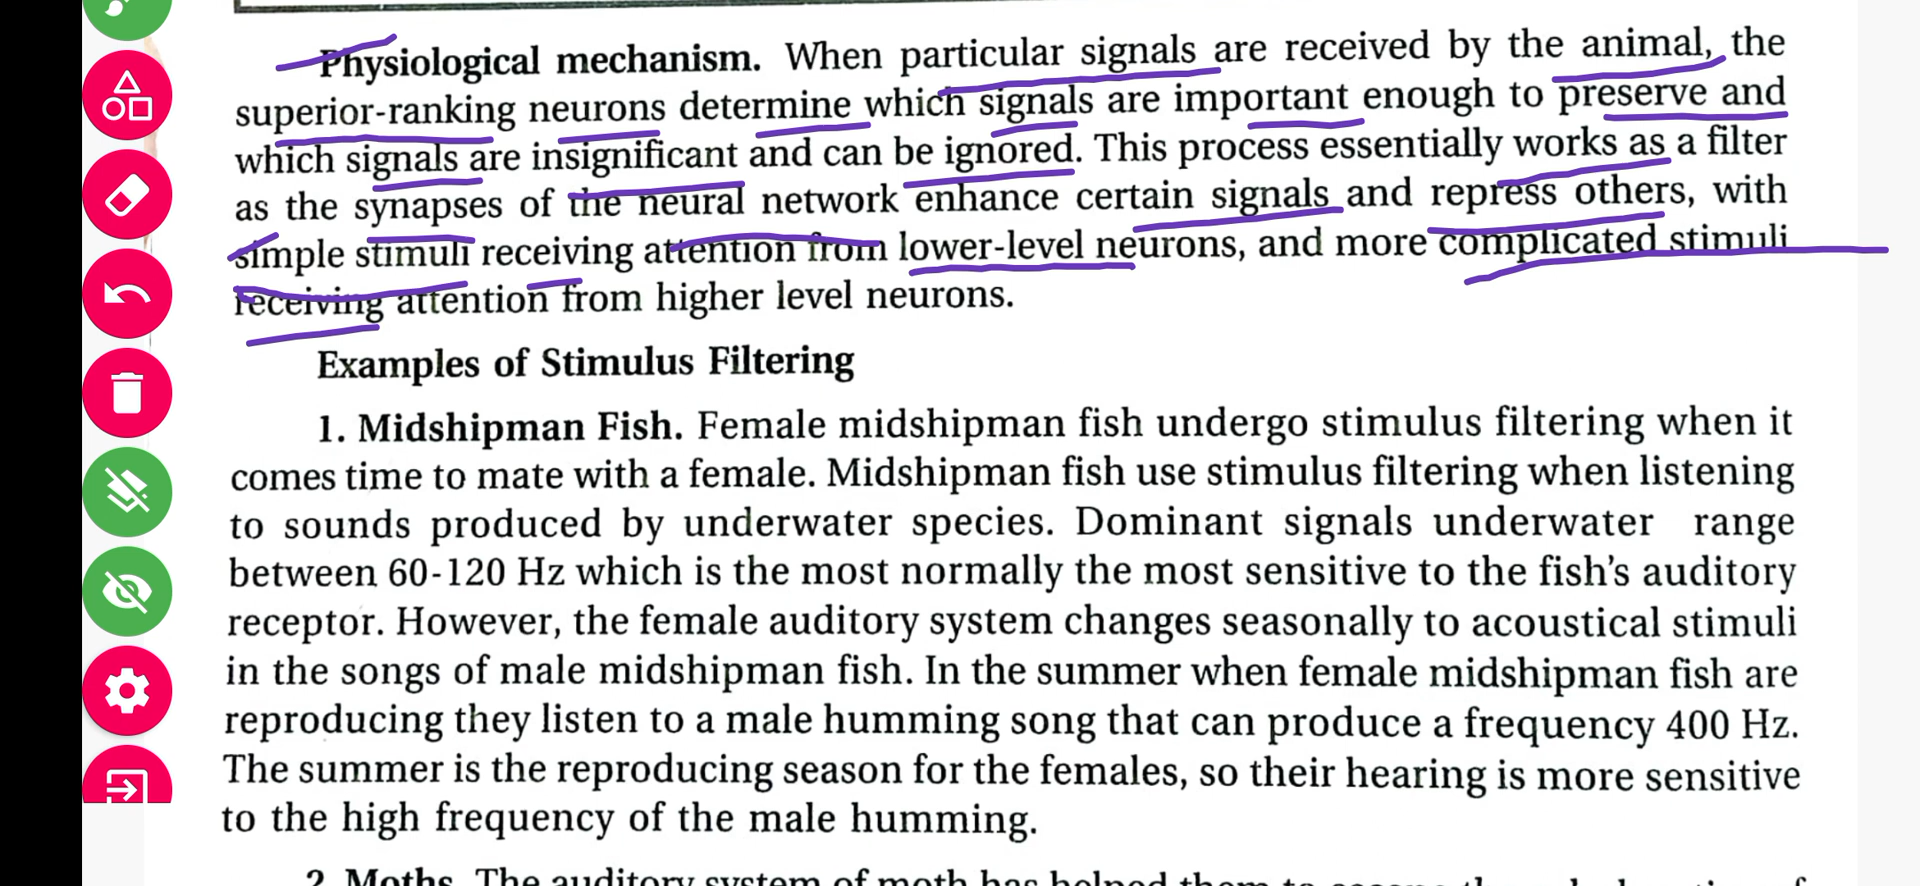 Physiological mechanism. When particular signals are received by the animal, the
superior-ranking neurons determine which signals are important enough to preserve and
which signals are insignificant and can be ignored. This process essentially works as a filter
as the synapses of the neural network enhance certain signals and repress others, with
simple stimuli receiving attention from lower-level neurons, and more complicated stimuli
receiving attention from higher level neurons.
Examples of Stimulus Filtering
1. Midshipman Fish. Female midshipman fish undergo stimulus filtering when it
comes time to mate with a female. Midshipman fish use stimulus filtering when listening
to sounds produced by underwater species. Dominant signals underwater range
between 60-120 Hz which is the most normally the most sensitive to the fish's auditory
receptor. However, the female auditory system changes seasonally to acoustical stimuli
in the songs of male midshipman fish. In the summer when female midshipman fish are
reproducing they listen to a male humming song that can produce a frequency 400 Hz.
The summer is the reproducing season for the females, so their hearing is more sensitive
to the high frequency of the male humming.
2. Moths. The auditory system of moth has helped them to